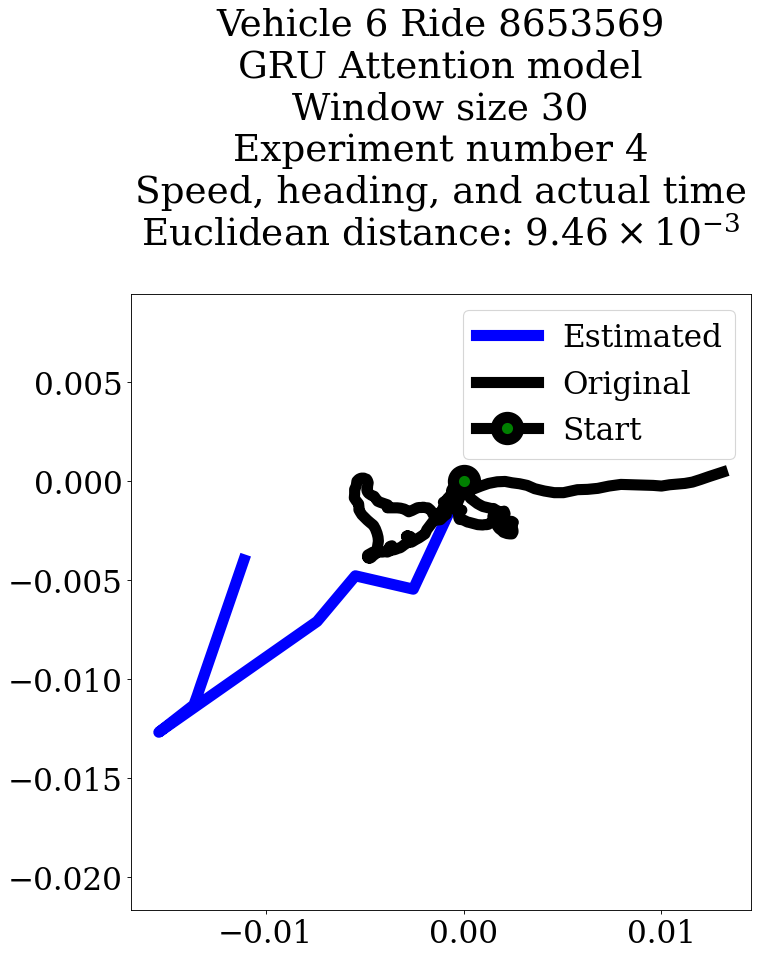 Vehicle 6 Ride 8653569
GRU Attention model
Window size 30
Experiment number 4
Speed, heading, and actual time
Euclidean distance: 9.46 × 10⁻³
Estimated
Original
Start
0.005
0.000
−0.005
−0.010
−0.015
−0.020
−0.01
0.00
0.01